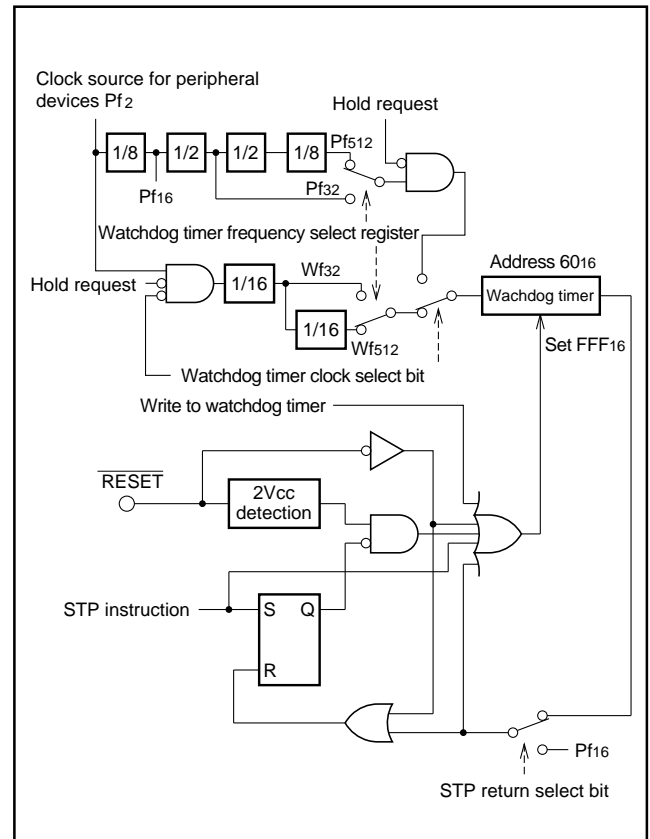 Clock source for peripheral
devices Pf2
Hold request
1/8
1/2
1/2
1/8
Pf512
Pf16
Pf32
Watchdog timer frequency select register
Address 6016
Hold request
1/16
Wf32
Wachdog timer
1/16
Wf512
Set FFF16
Watchdog timer clock select bit
Write to watchdog timer
RESET
2Vcc
detection
STP instruction
S Q
R
Pf16
STP return select bit